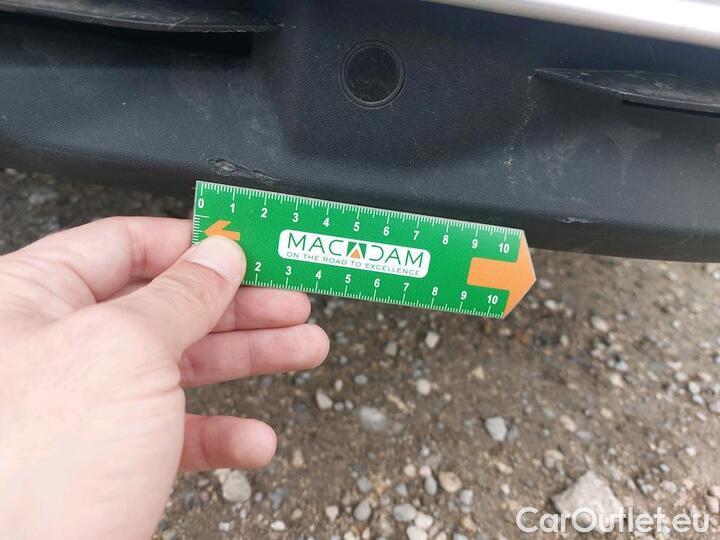 0 1 2 3 4 5 6 7 8 9 10
MACADAM
ON THE ROAD TO EXCELLENCE
2 3 4 5 6 7 8 9 10
CarOutlet.eu